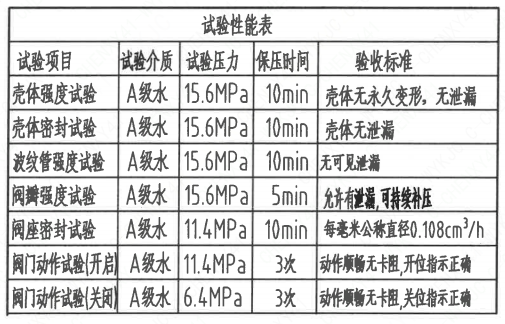 试验性能表
试验项目 试验介质 试验压力 保压时间 验收标准
壳体强度试验 A级水 15.6MPa 10min 壳体无永久变形，无泄漏
壳体密封试验 A级水 15.6MPa 10min 壳体无泄漏
波纹管强度试验 A级水 15.6MPa 10min 无可见泄漏
阀瓣强度试验 A级水 15.6MPa 5min 允许有泄漏,可持续补压
阀座密封试验 A级水 11.4MPa 10min 每毫米公称直径0.108cm³/h
阀门动作试验(开启) A级水 11.4MPa 3次 动作顺畅无卡阻,开位指示正确
阀门动作试验(关闭) A级水 6.4MPa 3次 动作顺畅无卡阻,关位指示正确